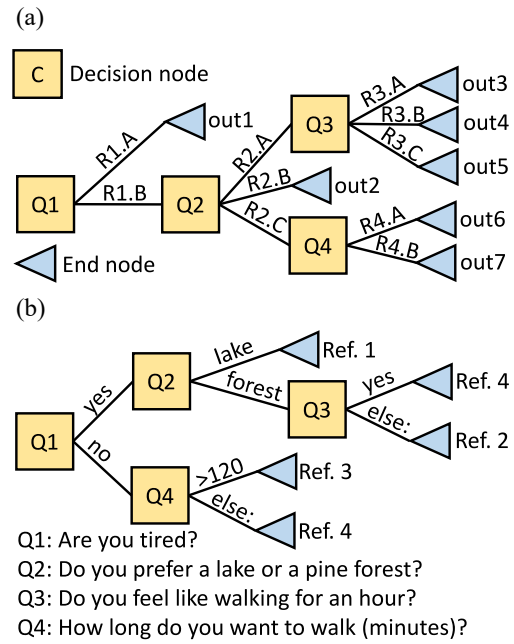 (a)
C Decision node
R1.A out1
R3.A out3
Q3 R3.B out4
R2.A R3.C out5
Q1 R1.B Q2 R2.B out2
R2.C Q4 R4.A out6
R4.B out7
End node
(b)
lake Ref. 1
Q2 forest
yes Q3 yes Ref. 4
else: Ref. 2
Q1
no Q4 >120 Ref. 3
else: Ref. 4
Q1: Are you tired?
Q2: Do you prefer a lake or a pine forest?
Q3: Do you feel like walking for an hour?
Q4: How long do you want to walk (minutes)?